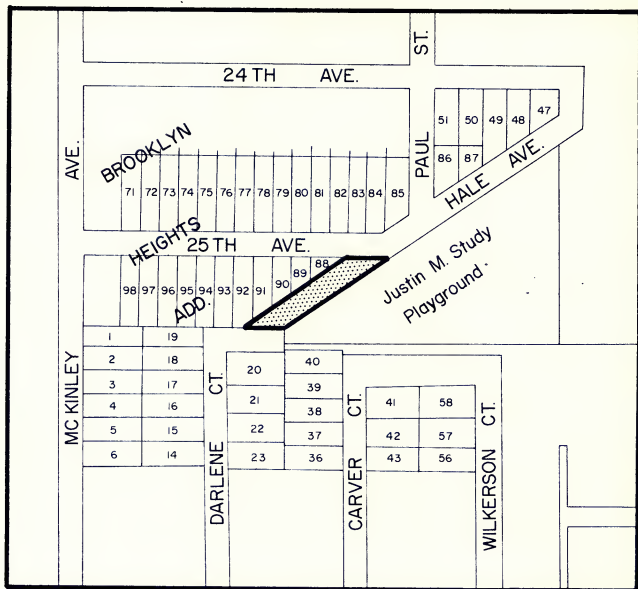 24TH AVE.
ST.
PAUL
AVE.
MC KINLEY
BROOKLYN
HEIGHTS
ADD.
25TH AVE.
HALE AVE.
Justin M. Study
Playground
51 50 49 48 47
86 87
71 72 73 74 75 76 77 78 79 80 81 82 83 84 85
98 97 96 95 94 93 92 91 90 89 88
1 19
2 18
3 17
4 16
5 15
6 14
DARLENE CT.
20
21
22
23
40
39
38
37
36
CARVER CT.
41 58
42 57
43 56
WILKERSON CT.